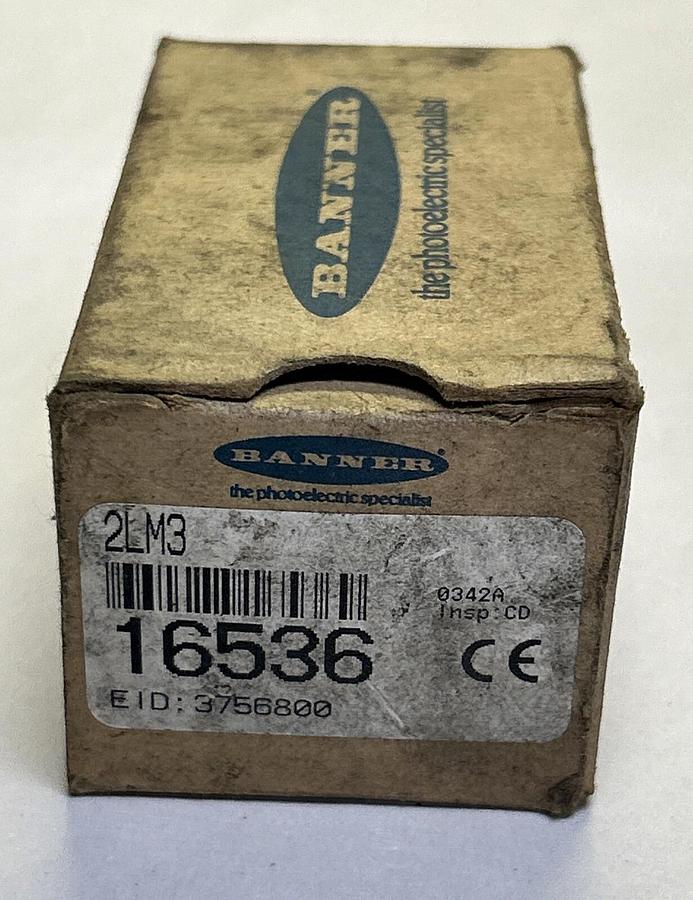 BANNER
the photoelectric specialist
BANNER
the photoelectric specialist
2LM3
0342A
Insp:CD
16536
CE
EID: 3756800